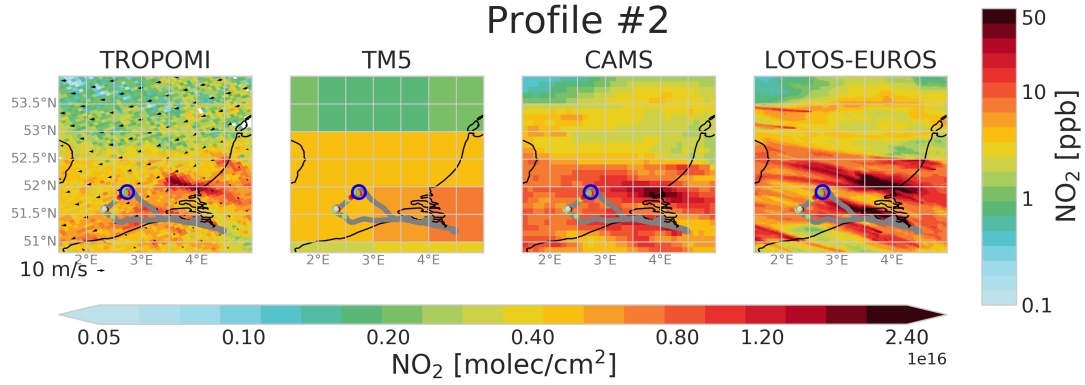 Profile #2
TROPOMI TM5 CAMS LOTOS-EUROS
53.5°N
53°N
52.5°N
52°N
51.5°N
51°N
2°E 3°E 4°E 2°E 3°E 4°E 2°E 3°E 4°E 2°E 3°E 4°E
10 m/s
0.05 0.10 0.20 0.40 0.80 1.20 2.40
1e16
NO₂ [molec/cm²]
50
10
1
0.1
NO₂ [ppb]